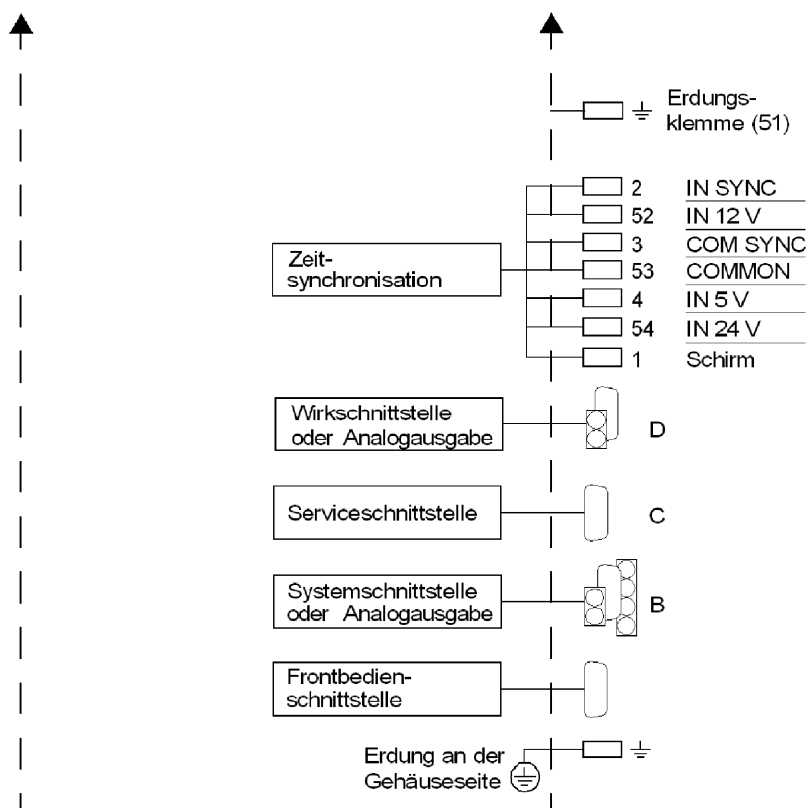 Erdungs-
klemme (51)
2 IN SYNC
52 IN 12 V
3 COM SYNC
53 COMMON
4 IN 5 V
54 IN 24 V
1 Schirm
Zeit-
synchronisation
Wirkschnittstelle
oder Analogausgabe
D
Serviceschnittstelle
C
Systemschnittstelle
oder Analogausgabe
B
Frontbedien-
schnittstelle
Erdung an der
Gehäuseseite